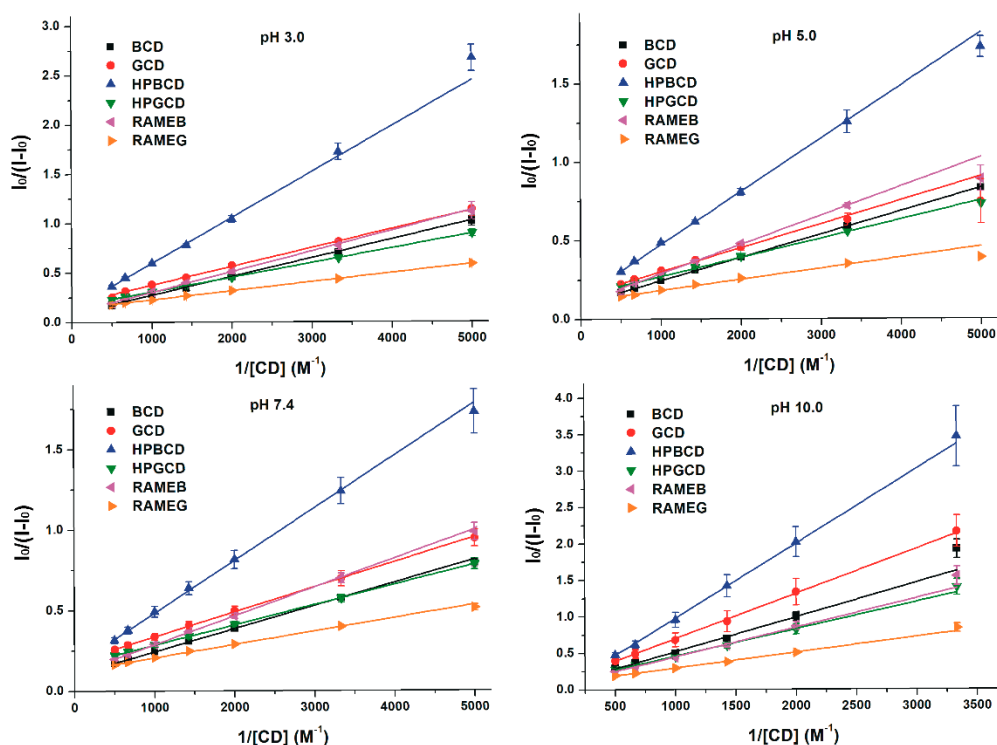 pH 3.0
BCD
GCD
HPBCD
HPGCD
RAMEB
RAMEG
3.0
2.5
2.0
1.5
1.0
0.5
0.0
I₀/(I-I₀)
0 1000 2000 3000 4000 5000
1/[CD] (M⁻¹)
pH 5.0
BCD
GCD
HPBCD
HPGCD
RAMEB
RAMEG
1.5
1.0
0.5
0.0
I₀/(I-I₀)
0 1000 2000 3000 4000 5000
1/[CD] (M⁻¹)
pH 7.4
BCD
GCD
HPBCD
HPGCD
RAMEB
RAMEG
1.5
1.0
0.5
0.0
I₀/(I-I₀)
0 1000 2000 3000 4000 5000
1/[CD] (M⁻¹)
pH 10.0
BCD
GCD
HPBCD
HPGCD
RAMEB
RAMEG
4.0
3.5
3.0
2.5
2.0
1.5
1.0
0.5
0.0
I₀/(I-I₀)
500 1000 1500 2000 2500 3000 3500
1/[CD] (M⁻¹)